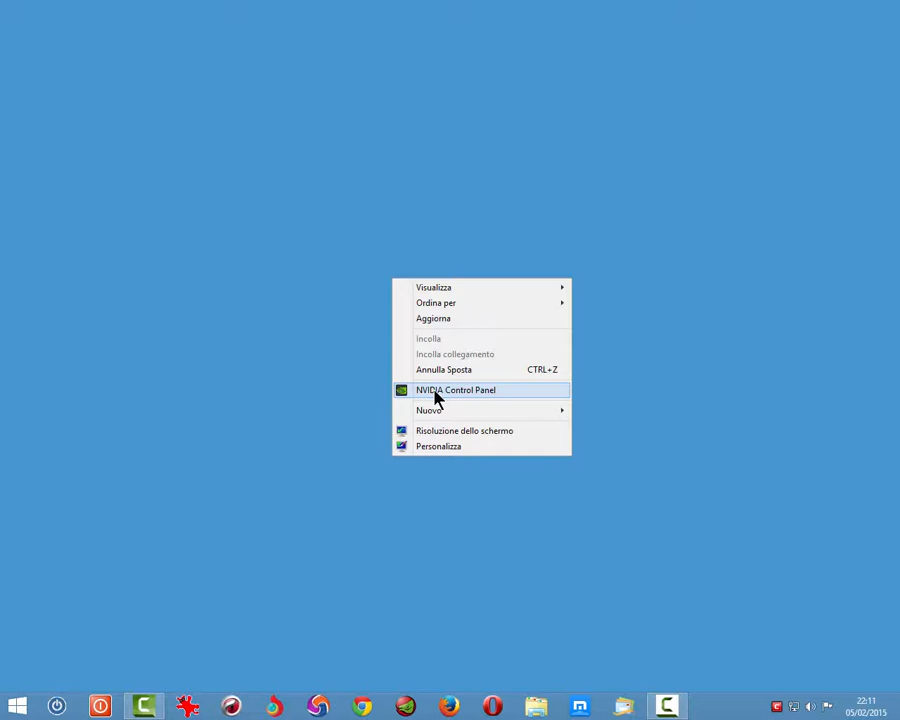 Visualizza
Ordina per
Aggiorna
Incolla
Incolla collegamento
Annulla Sposta CTRL+Z
NVIDIA Control Panel
Nuovo
Risoluzione dello schermo
Personalizza
22:11
05/02/2015